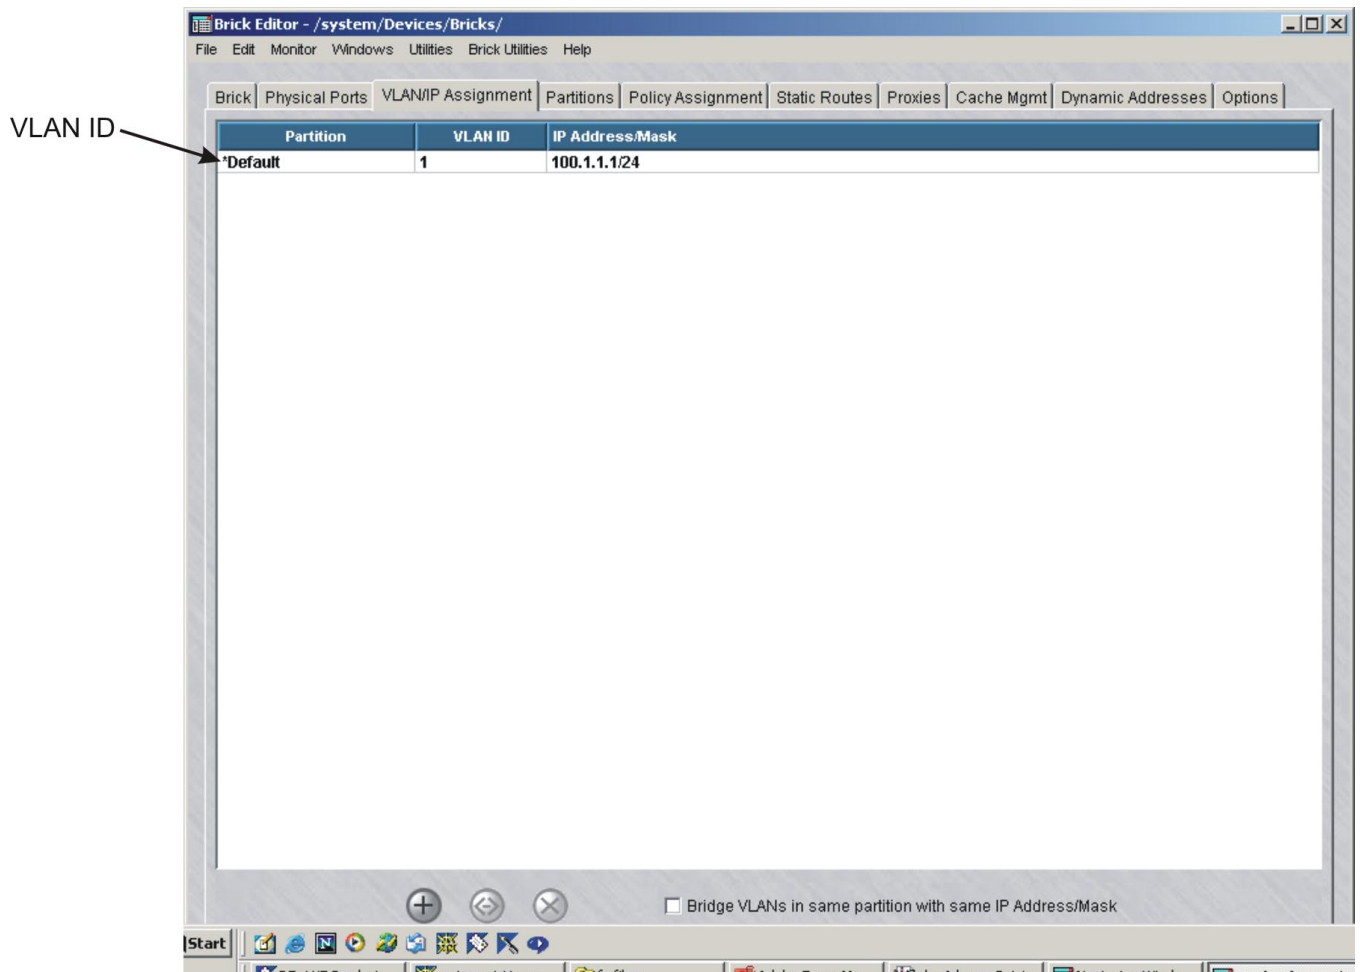 Brick Editor - /system/Devices/Bricks/
File Edit Monitor Windows Utilities Brick Utilities Help
Brick Physical Ports VLAN/IP Assignment Partitions Policy Assignment Static Routes Proxies Cache Mgmt Dynamic Addresses Options
VLAN ID
Partition VLAN ID IP Address/Mask
*Default 1 100.1.1.1/24
Bridge VLANs in same partition with same IP Address/Mask
Start